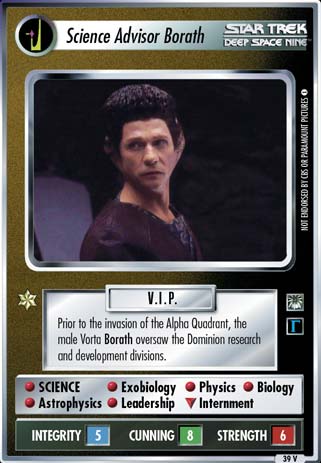 Science Advisor Borath
STAR TREK
DEEP SPACE NINE
NOT ENDORSED BY CBS OR PARAMOUNT PICTURES
V.I.P.
Prior to the invasion of the Alpha Quadrant, the
male Vorta Borath oversaw the Dominion research
and development divisions.
SCIENCE Exobiology Physics Biology
Astrophysics Leadership Internment
INTEGRITY 5 CUNNING 8 STRENGTH 6
39 V